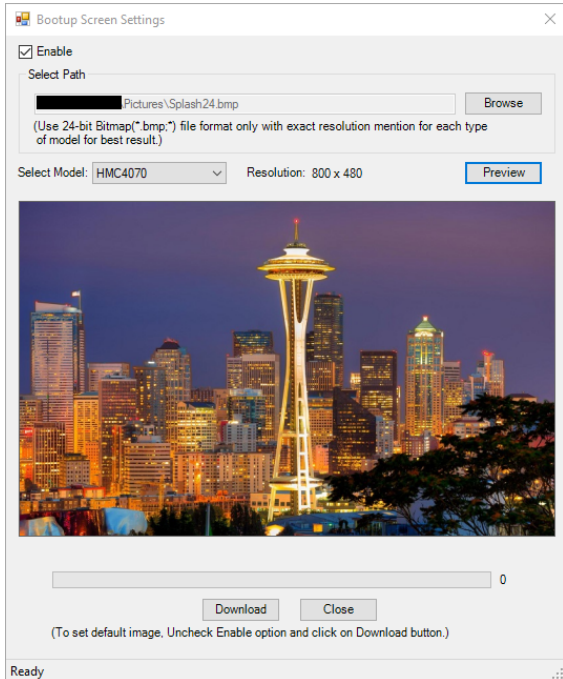 Bootup Screen Settings
Enable
Select Path
\Pictures\Splash24.bmp
Browse
(Use 24-bit Bitmap(*.bmp;*) file format only with exact resolution mention for each type
of model for best result.)
Select Model: HMC4070 Resolution: 800 x 480 Preview
0
Download Close
(To set default image, Uncheck Enable option and click on Download button.)
Ready